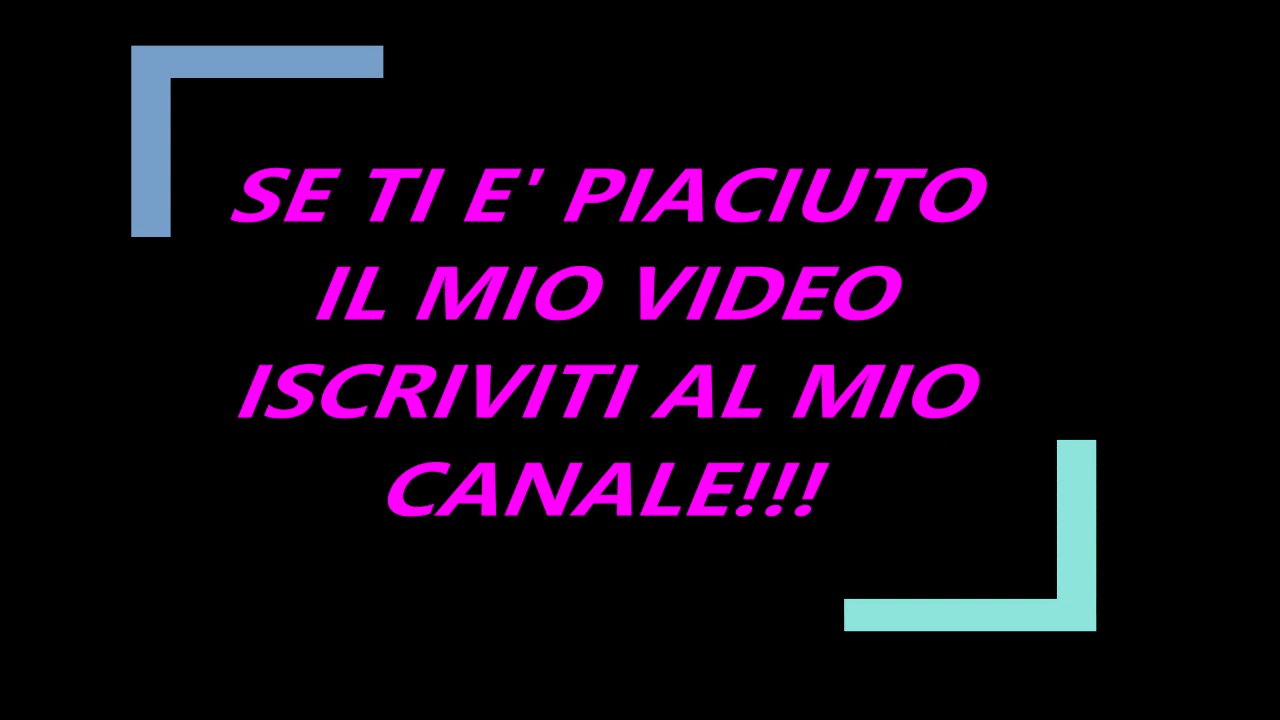 SE TI E' PIACIUTO
IL MIO VIDEO
ISCRIVITI AL MIO
CANALE!!!